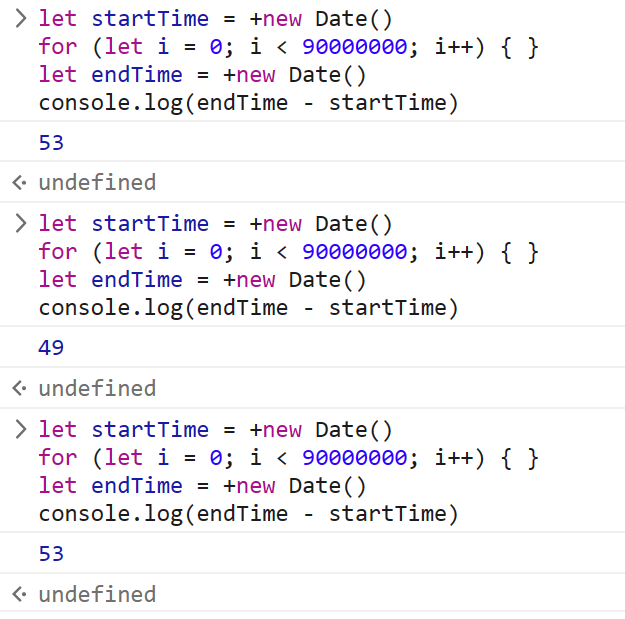 let startTime = +new Date()
for (let i = 0; i < 90000000; i++) { }
let endTime = +new Date()
console.log(endTime - startTime)
53
undefined
let startTime = +new Date()
for (let i = 0; i < 90000000; i++) { }
let endTime = +new Date()
console.log(endTime - startTime)
49
undefined
let startTime = +new Date()
for (let i = 0; i < 90000000; i++) { }
let endTime = +new Date()
console.log(endTime - startTime)
53
undefined